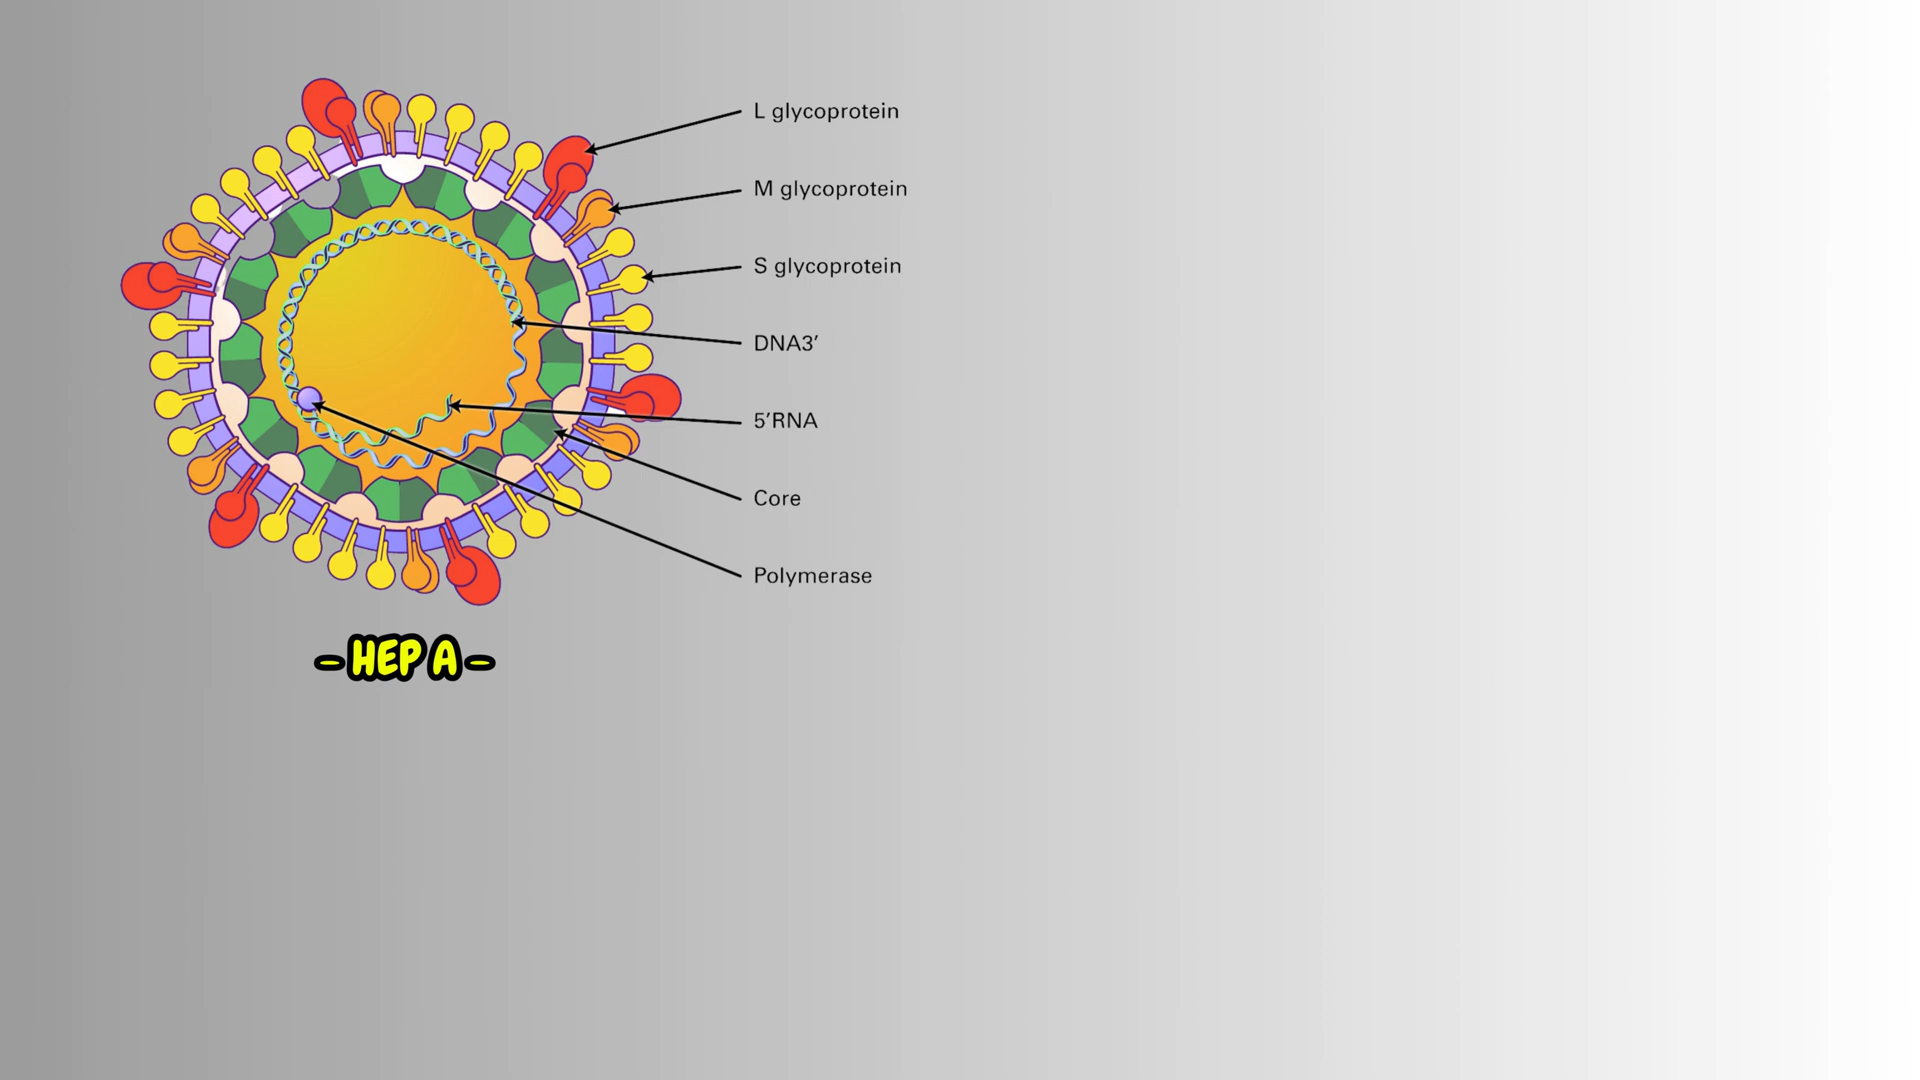 L glycoprotein
M glycoprotein
S glycoprotein
DNA3′
5′RNA
Core
Polymerase
-HEP A-